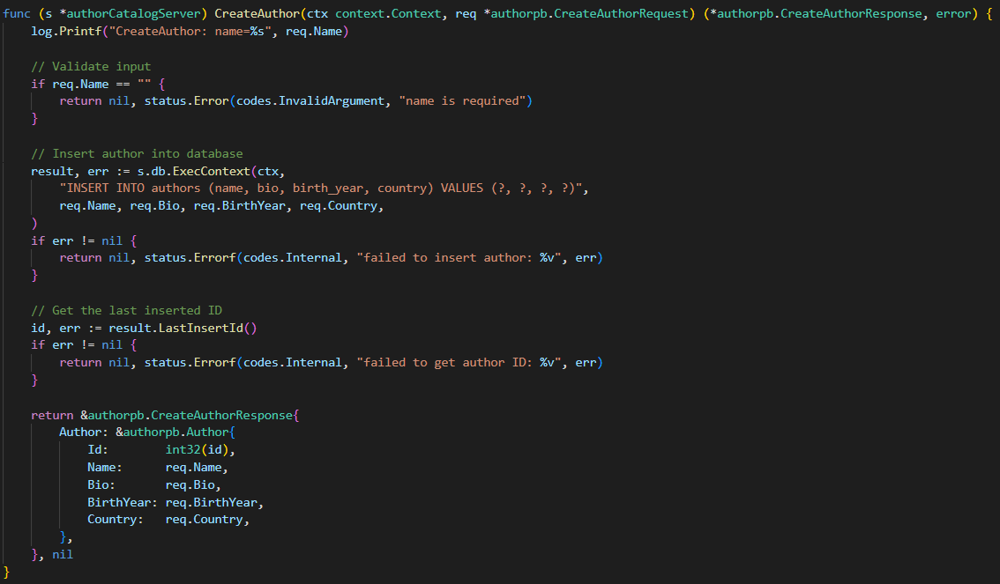 func (s *authorCatalogServer) CreateAuthor(ctx context.Context, req *authorpb.CreateAuthorRequest) (*authorpb.CreateAuthorResponse, error) {
    log.Printf("CreateAuthor: name=%s", req.Name)

    // Validate input
    if req.Name == "" {
        return nil, status.Error(codes.InvalidArgument, "name is required")
    }

    // Insert author into database
    result, err := s.db.ExecContext(ctx,
        "INSERT INTO authors (name, bio, birth_year, country) VALUES (?, ?, ?, ?)",
        req.Name, req.Bio, req.BirthYear, req.Country,
    )
    if err != nil {
        return nil, status.Errorf(codes.Internal, "failed to insert author: %v", err)
    }

    // Get the last inserted ID
    id, err := result.LastInsertId()
    if err != nil {
        return nil, status.Errorf(codes.Internal, "failed to get author ID: %v", err)
    }

    return &authorpb.CreateAuthorResponse{
        Author: &authorpb.Author{
            Id:        int32(id),
            Name:      req.Name,
            Bio:       req.Bio,
            BirthYear: req.BirthYear,
            Country:   req.Country,
        },
    }, nil
}